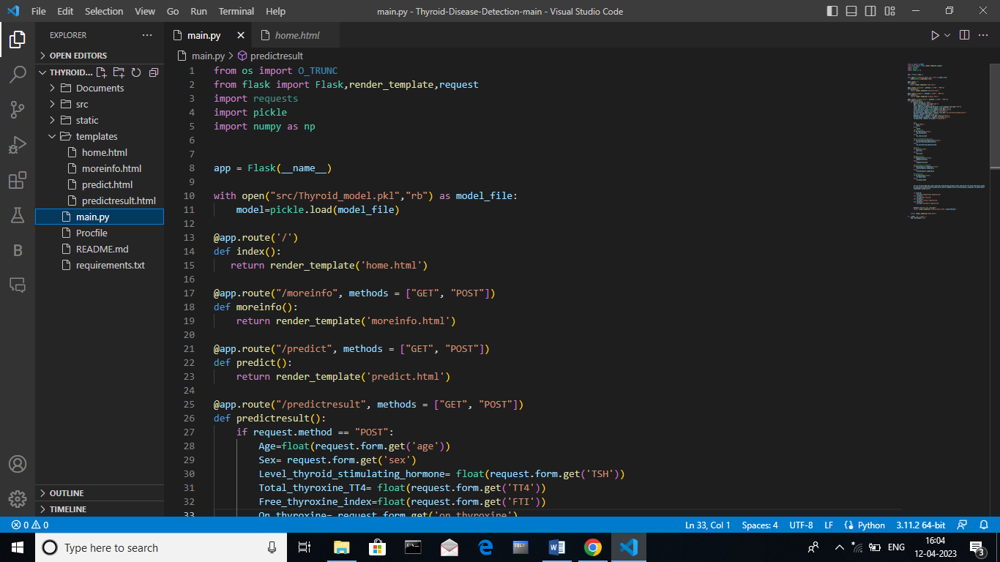 File Edit Selection View Go Run Terminal Help
main.py - Thyroid-Disease-Detection-main - Visual Studio Code
EXPLORER
OPEN EDITORS
THYROID...
Documents
src
static
templates
home.html
moreinfo.html
predict.html
predictresult.html
main.py
Procfile
README.md
requirements.txt
OUTLINE
TIMELINE
main.py home.html
main.py > predictresult
1 from os import O_TRUNC
2 from flask import Flask,render_template,request
3 import requests
4 import pickle
5 import numpy as np
6
7
8 app = Flask(__name__)
9
10 with open("src/Thyroid_model.pkl","rb") as model_file:
11 model=pickle.load(model_file)
12
13 @app.route('/')
14 def index():
15 return render_template('home.html')
16
17 @app.route("/moreinfo", methods = ["GET", "POST"])
18 def moreinfo():
19 return render_template('moreinfo.html')
20
21 @app.route("/predict", methods = ["GET", "POST"])
22 def predict():
23 return render_template('predict.html')
24
25 @app.route("/predictresult", methods = ["GET", "POST"])
26 def predictresult():
27 if request.method == "POST":
28 Age=float(request.form.get('age'))
29 Sex= request.form.get('sex')
30 Level_thyroid_stimulating_hormone= float(request.form.get('TSH'))
31 Total_thyroxine_TT4= float(request.form.get('TT4'))
32 Free_thyroxine_index=float(request.form.get('FTI'))
33 On_thyroxine= request.form.get('on_thyroxine')
0 0 Ln 33, Col 1 Spaces: 4 UTF-8 LF Python 3.11.2 64-bit
Type here to search
ENG
16:04
12-04-2023
3